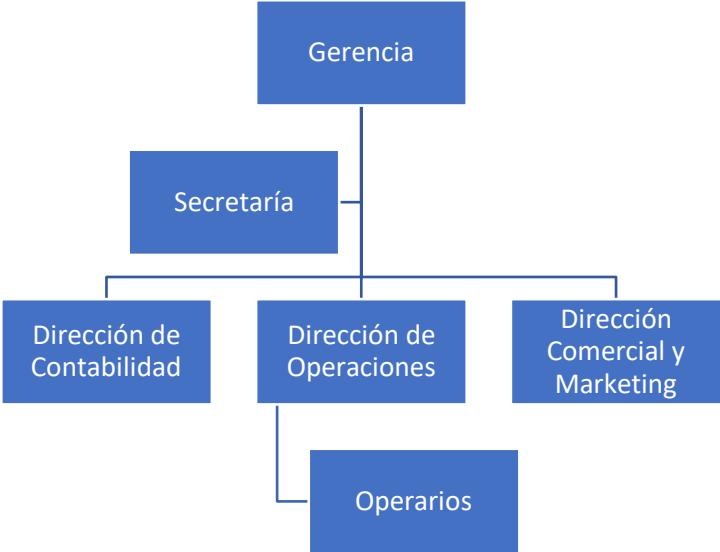 Gerencia
Secretaría
Dirección de
Contabilidad
Dirección de
Operaciones
Dirección
Comercial y
Marketing
Operarios